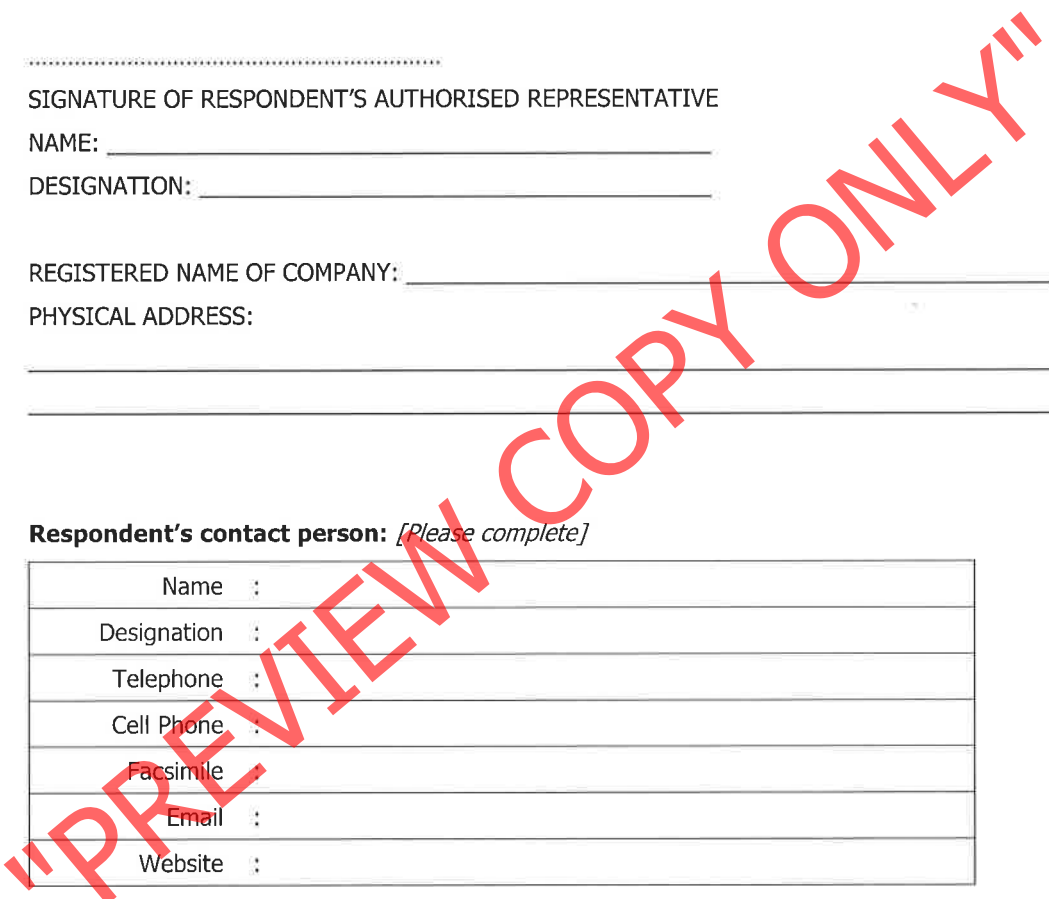 SIGNATURE OF RESPONDENT'S AUTHORISED REPRESENTATIVE
NAME:
DESIGNATION:
REGISTERED NAME OF COMPANY:
PHYSICAL ADDRESS:
Respondent's contact person: [Please complete]
Name :
Designation :
Telephone :
Cell Phone :
Facsimile :
Email :
Website :
"PREVIEW COPY ONLY"